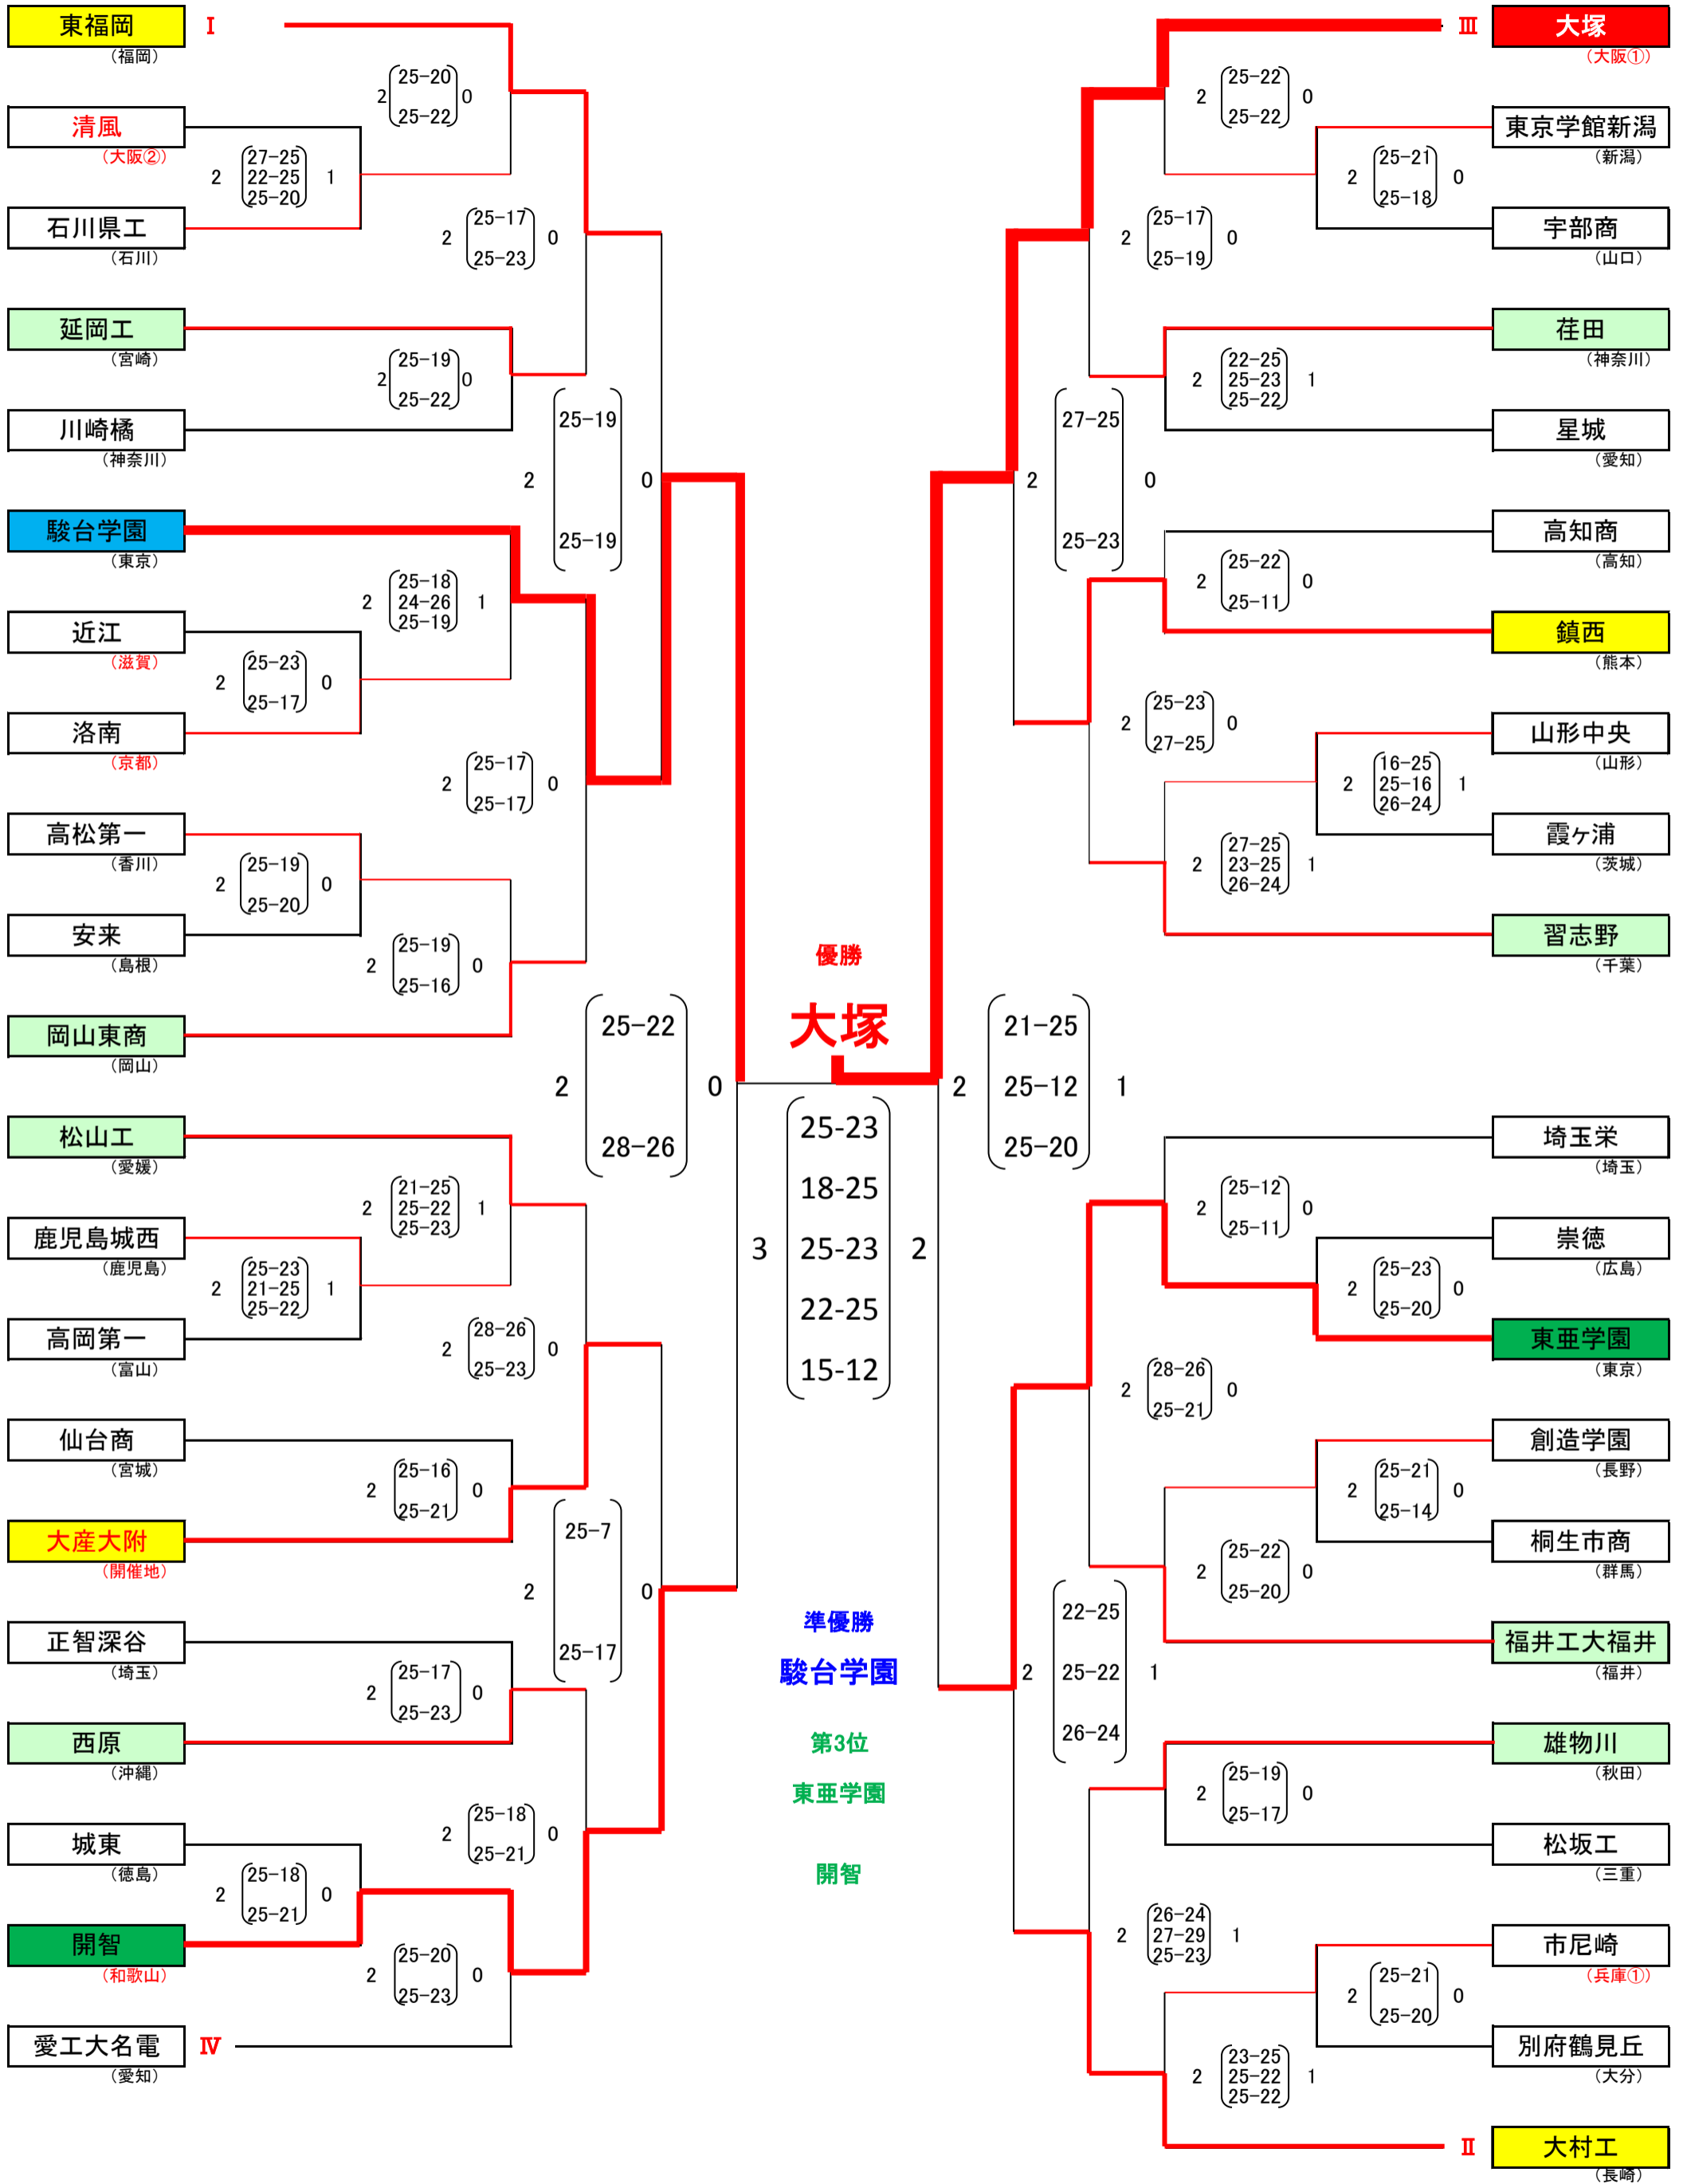 東福岡 Ⅰ
(福岡)
25-20
2 0
25-22
清風
(大阪②)
27-25
2 22-25 1
25-20
石川県工
(石川)
25-17
2 0
25-23
延岡工
(宮崎)
25-19
2 0
25-22
川崎橘
(神奈川)
25-19
2 0
25-19
駿台学園
(東京)
25-18
2 24-26 1
25-19
近江
(滋賀)
25-23
2 0
25-17
洛南
(京都)
25-17
2 0
25-17
高松第一
(香川)
25-19
2 0
25-20
安来
(島根)
25-19
2 0
25-16
岡山東商
(岡山)
25-22
2 0
28-26
松山工
(愛媛)
21-25
2 25-22 1
25-23
鹿児島城西
(鹿児島)
25-23
2 21-25 1
25-22
高岡第一
(富山)
28-26
2 0
25-23
仙台商
(宮城)
25-16
2 0
25-21
大産大附
(開催地)
25-7
2 0
25-17
正智深谷
(埼玉)
25-17
2 0
25-23
西原
(沖縄)
25-18
2 0
25-21
城東
(徳島)
25-18
2 0
25-21
開智
(和歌山)
25-20
2 0
25-23
愛工大名電 Ⅳ
(愛知)
優勝
大塚
25-23
18-25
3 25-23 2
22-25
15-12
準優勝
駿台学園
第3位
東亜学園
開智
Ⅲ 大塚
(大阪①)
25-22
2 0
25-22
東京学館新潟
(新潟)
25-21
2 0
25-18
宇部商
(山口)
25-17
2 0
25-19
荏田
(神奈川)
22-25
2 25-23 1
25-22
星城
(愛知)
27-25
2 0
25-23
高知商
(高知)
25-22
2 0
25-11
鎮西
(熊本)
25-23
2 0
27-25
山形中央
(山形)
16-25
2 25-16 1
26-24
霞ヶ浦
(茨城)
27-25
2 23-25 1
26-24
習志野
(千葉)
21-25
2 25-12 1
25-20
埼玉栄
(埼玉)
25-12
2 0
25-11
崇徳
(広島)
25-23
2 0
25-20
東亜学園
(東京)
28-26
2 0
25-21
創造学園
(長野)
25-21
2 0
25-14
桐生市商
(群馬)
25-22
2 0
25-20
福井工大福井
(福井)
22-25
2 25-22 1
26-24
雄物川
(秋田)
25-19
2 0
25-17
松坂工
(三重)
26-24
2 27-29 1
25-23
市尼崎
(兵庫①)
25-21
2 0
25-20
別府鶴見丘
(大分)
23-25
2 25-22 1
25-22
Ⅱ 大村工
(長崎)